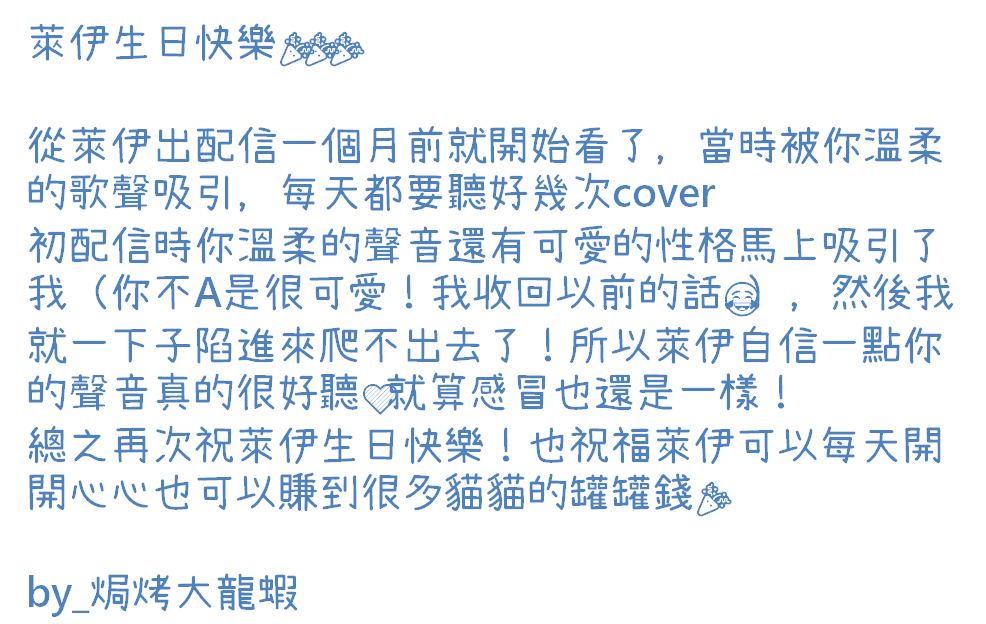 萊伊生日快樂🎉🎉🎉
從萊伊出配信一個月前就開始看了，當時被你溫柔
的歌聲吸引，每天都要聽好幾次cover
初配信時你溫柔的聲音還有可愛的性格馬上吸引了
我（你不A是很可愛！我收回以前的話😂），然後我
就一下子陷進來爬不出去了！所以萊伊自信一點你
的聲音真的很好聽🤍就算感冒也還是一樣！
總之再次祝萊伊生日快樂！也祝福萊伊可以每天開
開心心也可以賺到很多貓貓的罐罐錢🎉
by_焗烤大龍蝦